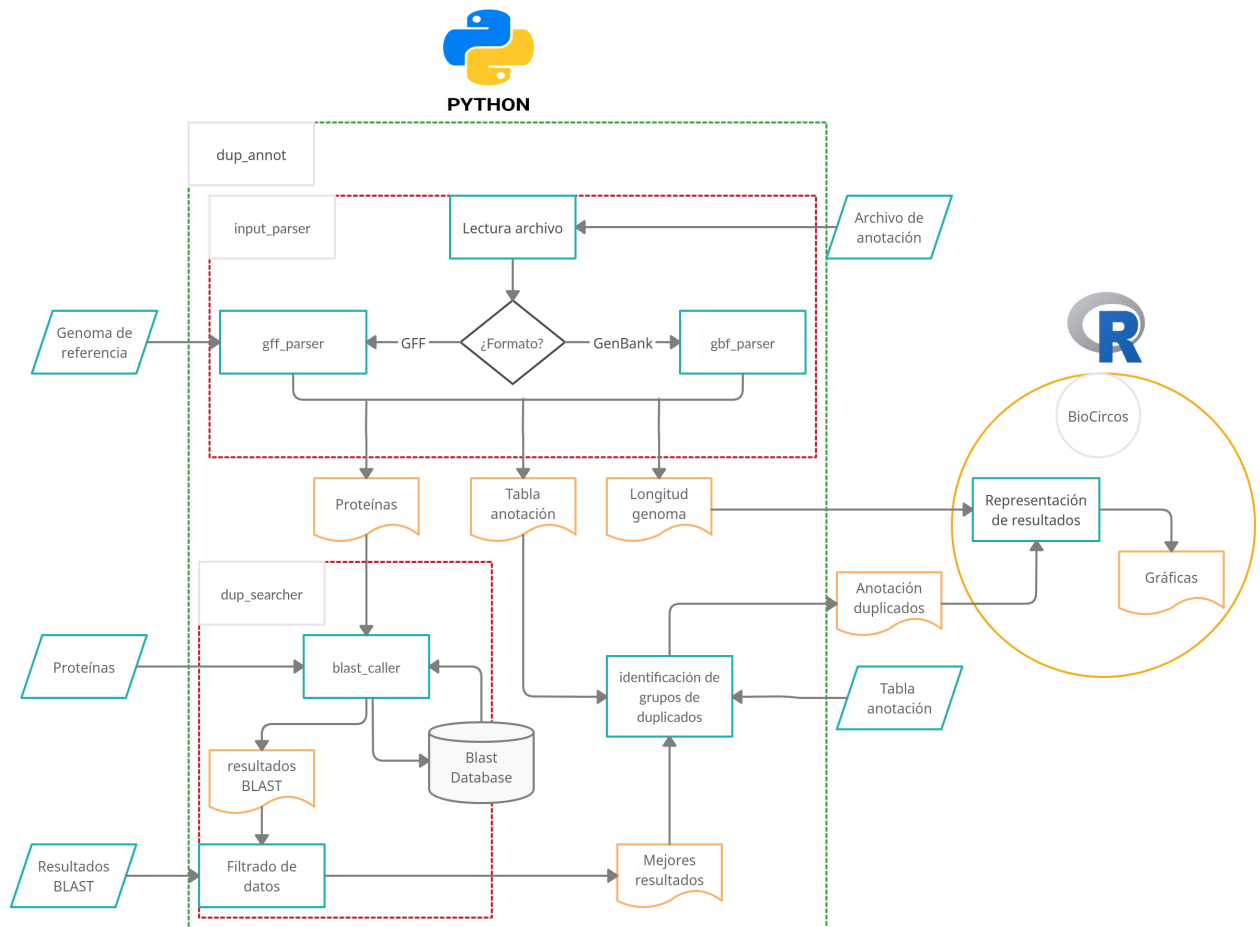 PYTHON
dup_annot
input_parser
Lectura archivo
Archivo de
anotación
Genoma de
referencia
gff_parser
GFF
¿Formato?
GenBank
gbf_parser
R
BioCircos
Proteínas
Tabla
anotación
Longitud
genoma
Representación
de resultados
Gráficas
dup_searcher
Anotación
duplicados
Proteínas
blast_caller
identificación de
grupos de
duplicados
Tabla
anotación
resultados
BLAST
Blast
Database
Resultados
BLAST
Filtrado de
datos
Mejores
resultados